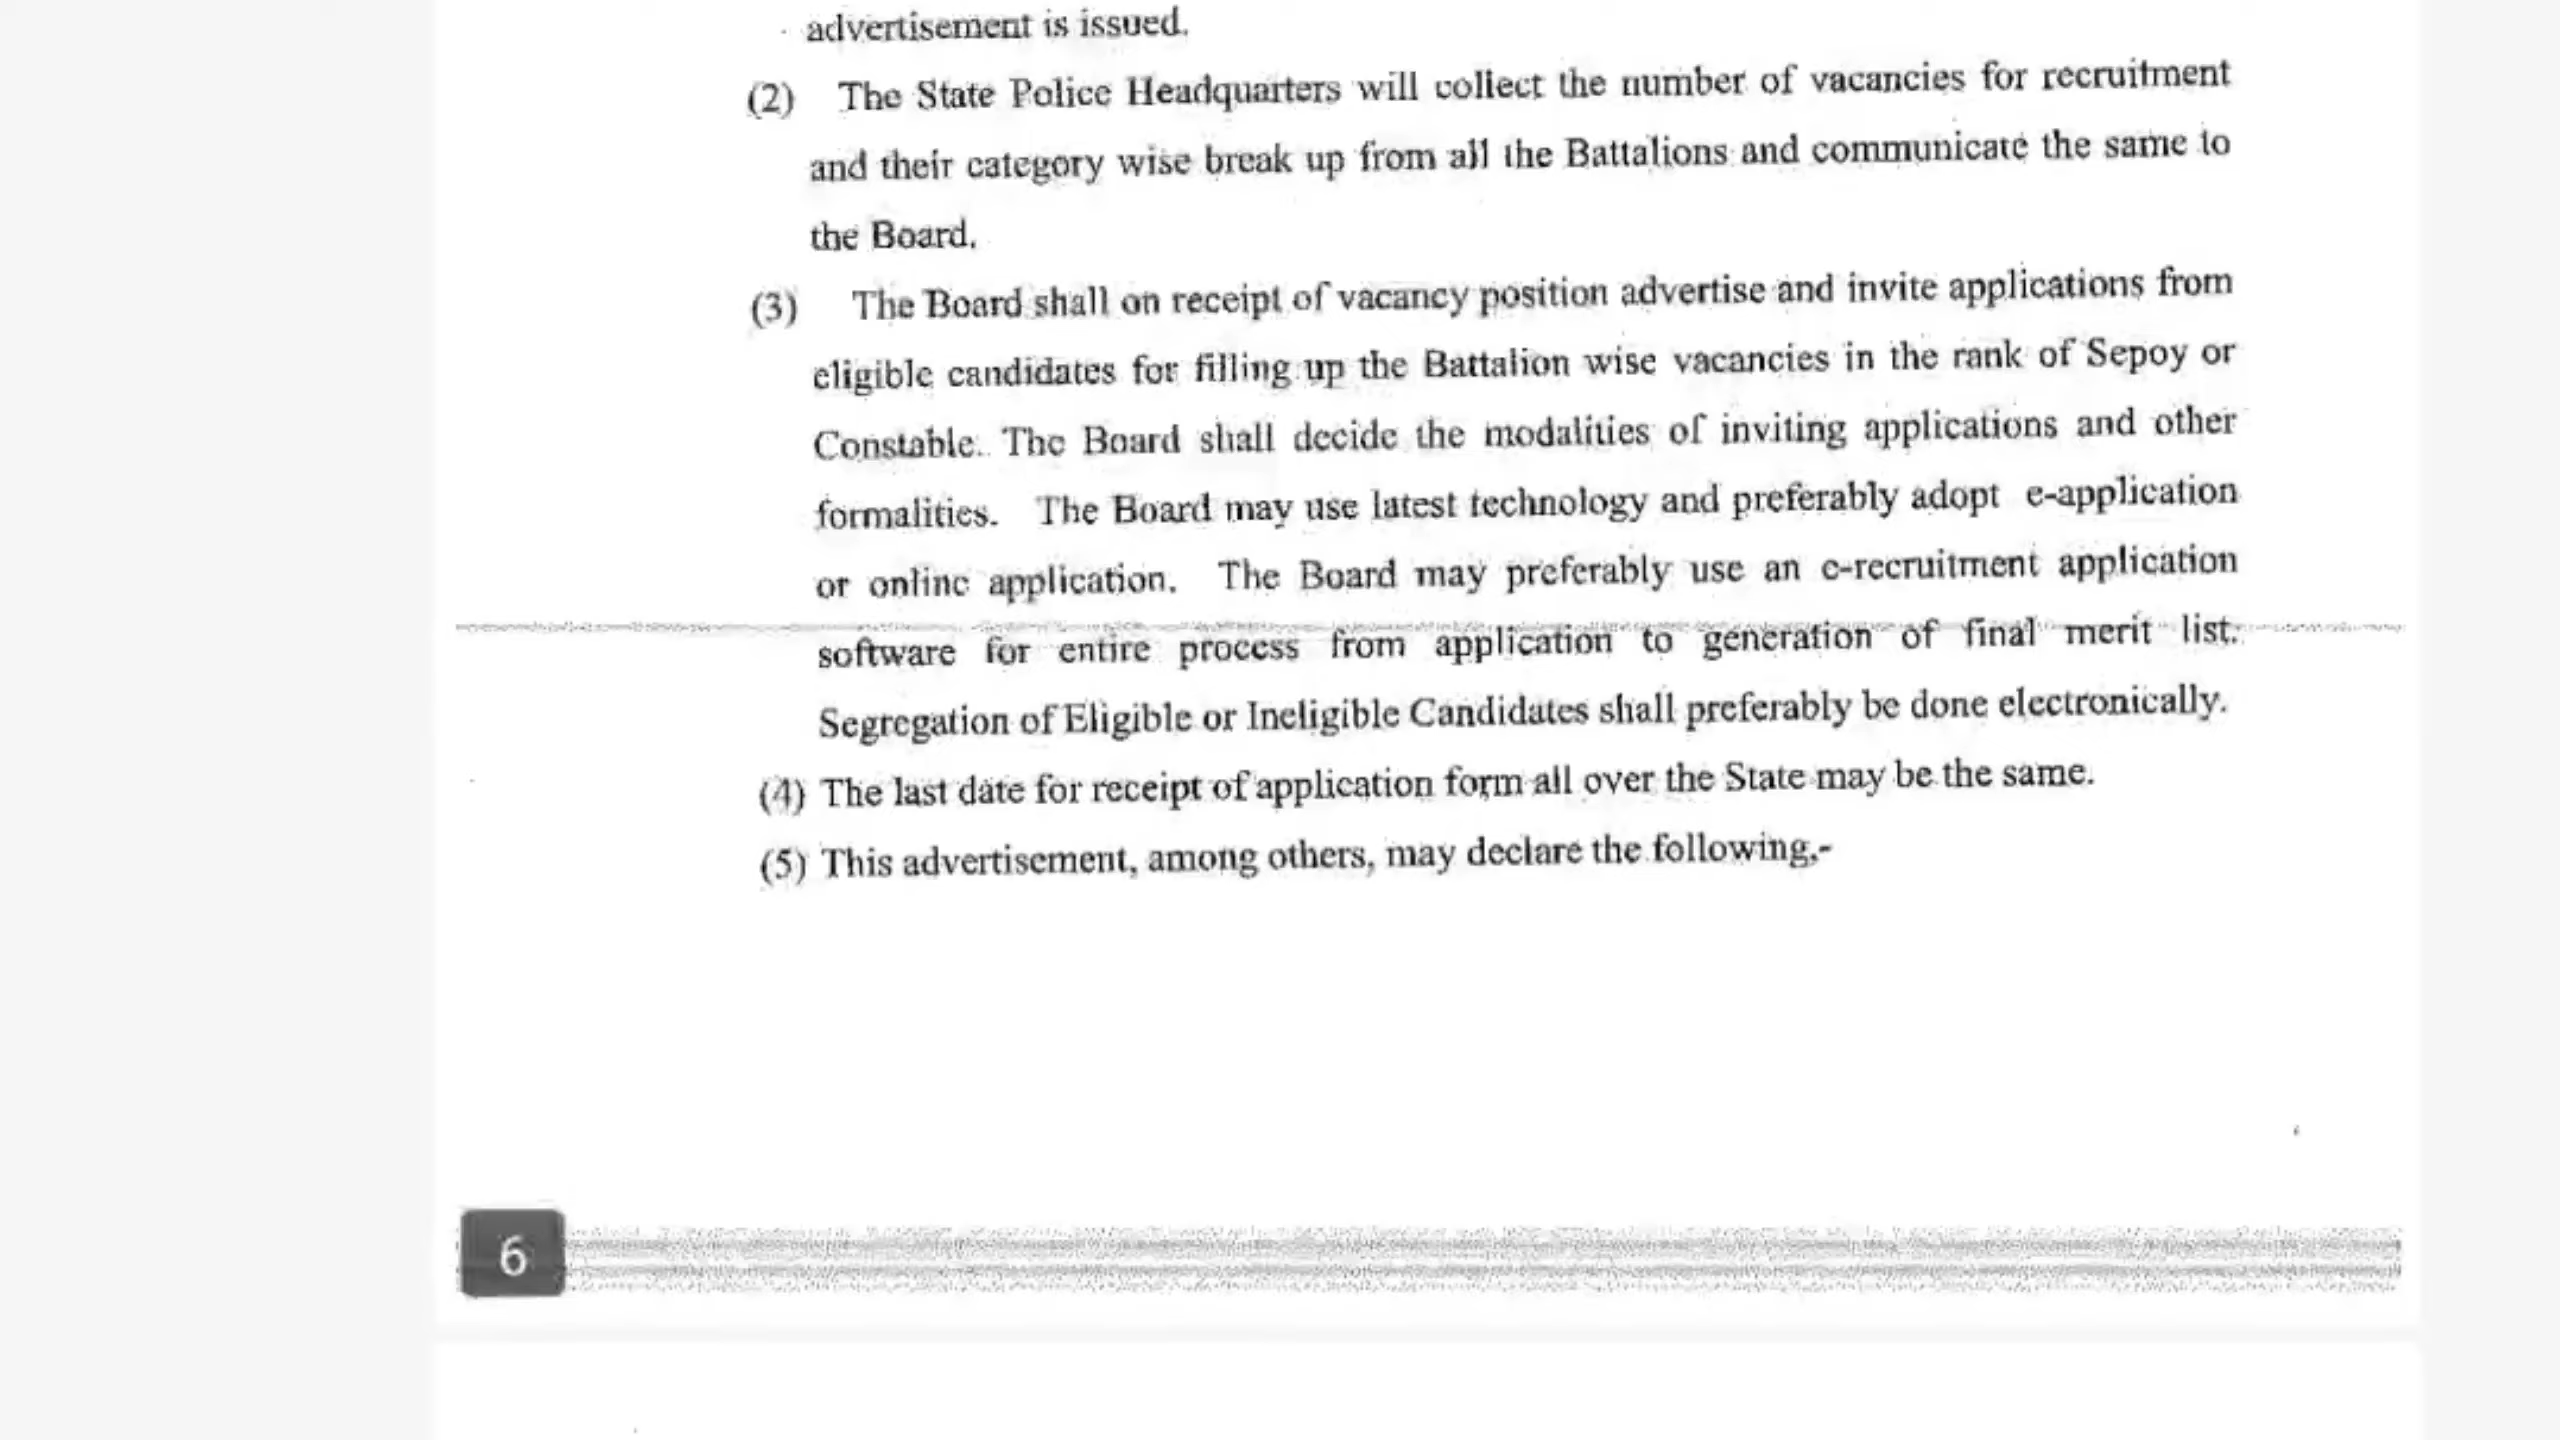 advertisement is issued.
(2) The State Police Headquarters will collect the number of vacancies for recruitment
and their category wise break up from all the Battalions and communicate the same to
the Board.
(3) The Board shall on receipt of vacancy position advertise and invite applications from
eligible candidates for filling up the Battalion wise vacancies in the rank of Sepoy or
Constable. The Board shall decide the modalities of inviting applications and other
formalities. The Board may use latest technology and preferably adopt e-application
or online application. The Board may preferably use an e-recruitment application
software for entire process from application to generation of final merit list.
Segregation of Eligible or Ineligible Candidates shall preferably be done electronically.
(4) The last date for receipt of application form all over the State may be the same.
(5) This advertisement, among others, may declare the following,-
6